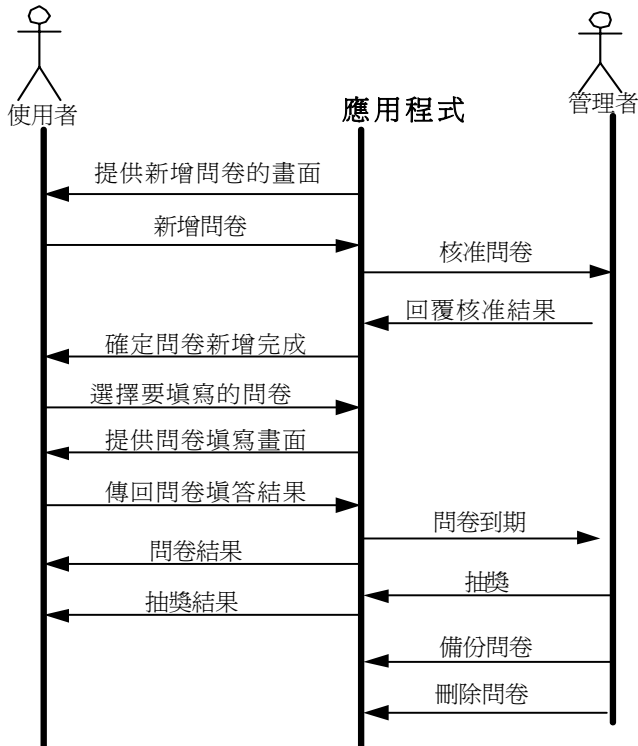 使用者
應用程式
管理者
提供新增問卷的畫面
新增問卷
核准問卷
回覆核准結果
確定問卷新增完成
選擇要填寫的問卷
提供問卷填寫畫面
傳回問卷填答結果
問卷到期
問卷結果
抽獎
抽獎結果
備份問卷
刪除問卷